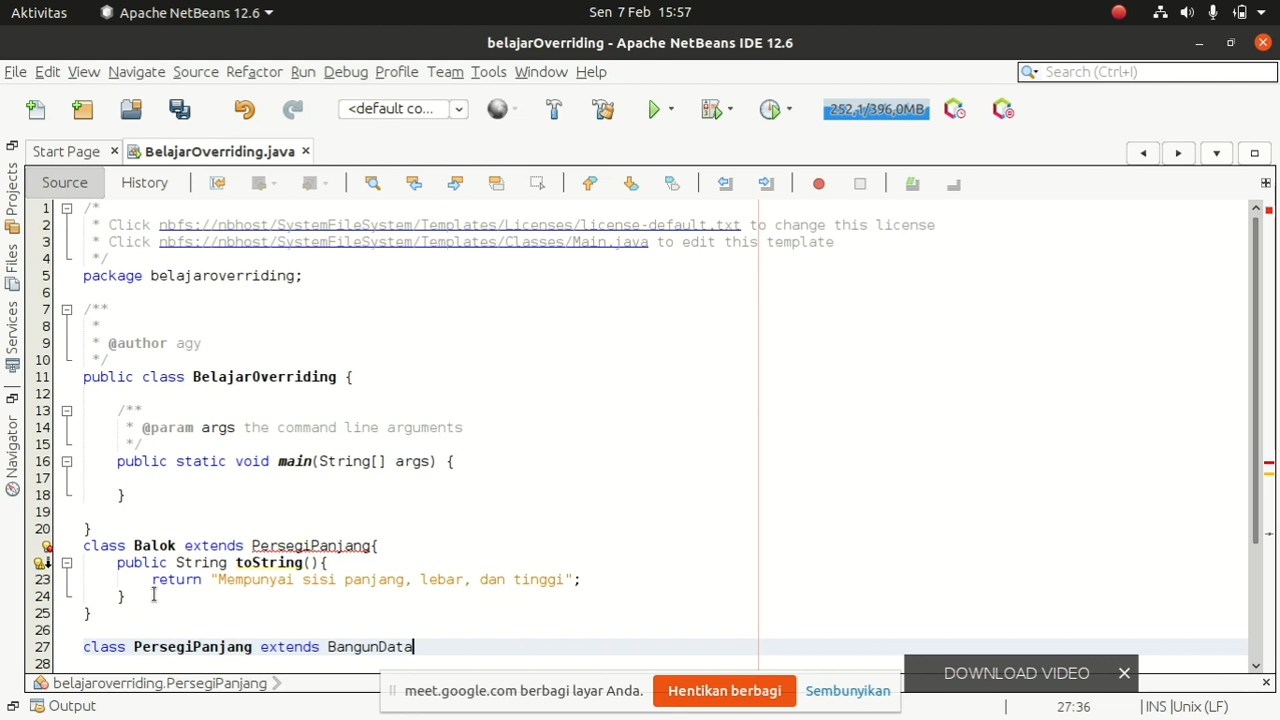 Aktivitas Apache NetBeans 12.6 Sen 7 Feb 15:57
belajarOverriding - Apache NetBeans IDE 12.6
File Edit View Navigate Source Refactor Run Debug Profile Team Tools Window Help Search (Ctrl+I)
<default co... 252,1/396,0MB
Start Page BelajarOverriding.java
Source History
Projects
Files
Services
Navigator
1 /*
2 * Click nbfs://nbhost/SystemFileSystem/Templates/Licenses/license-default.txt to change this license
3 * Click nbfs://nbhost/SystemFileSystem/Templates/Classes/Main.java to edit this template
4 */
5 package belajaroverriding;
6
7 /**
8 *
9 * @author agy
10 */
11 public class BelajarOverriding {
12
13 /**
14 * @param args the command line arguments
15 */
16 public static void main(String[] args) {
17
18 }
19
20 }
class Balok extends PersegiPanjang{
public String toString(){
23 return "Mempunyai sisi panjang, lebar, dan tinggi";
24 }
25 }
26
27 class PersegiPanjang extends BangunData
28
belajaroverriding.PersegiPanjang
DOWNLOAD VIDEO
meet.google.com berbagi layar Anda. Hentikan berbagi Sembunyikan
Output 27:36 INS Unix (LF)